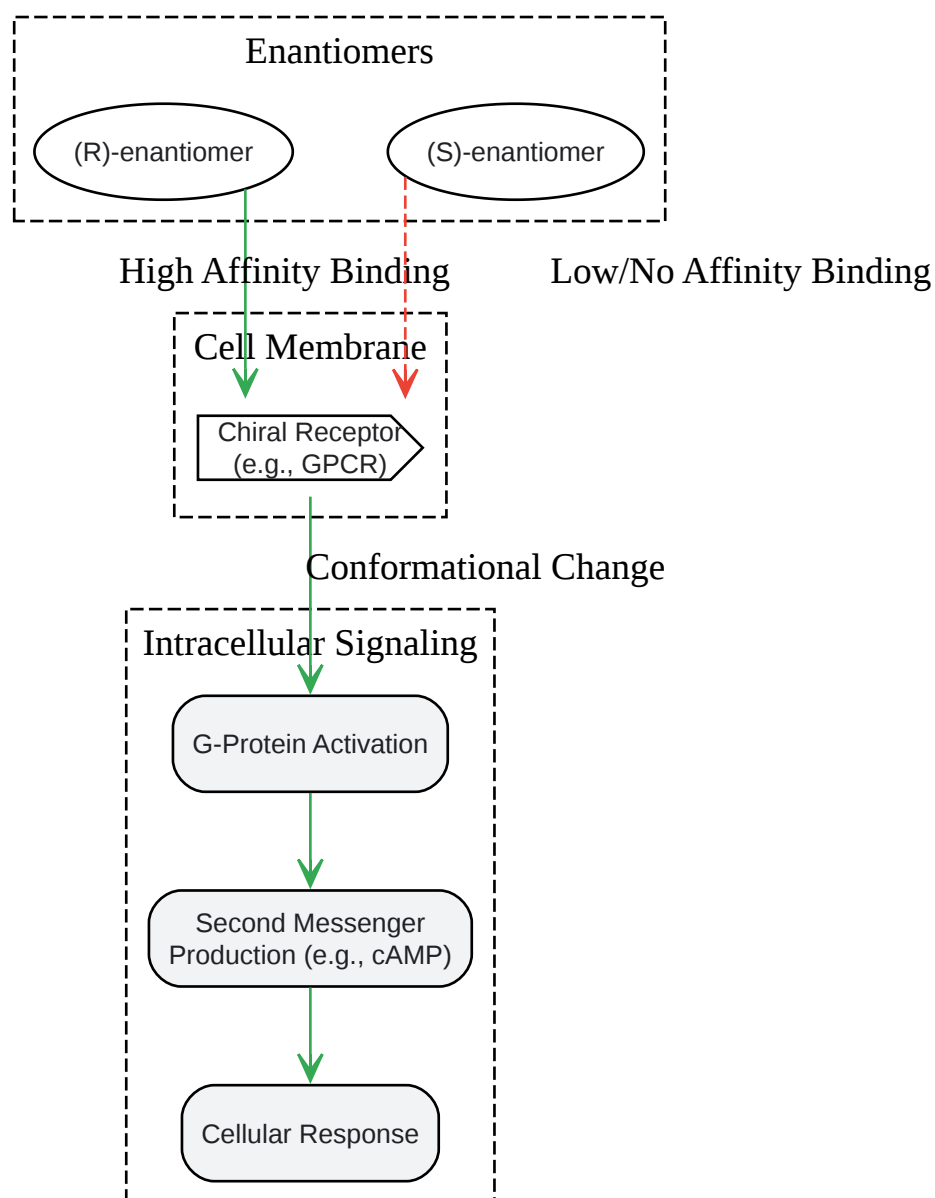 Enantiomers
(R)-enantiomer
(S)-enantiomer
High Affinity Binding
Low/No Affinity Binding
Cell Membrane
Chiral Receptor
(e.g., GPCR)
Conformational Change
Intracellular Signaling
G-Protein Activation
Second Messenger
Production (e.g., cAMP)
Cellular Response